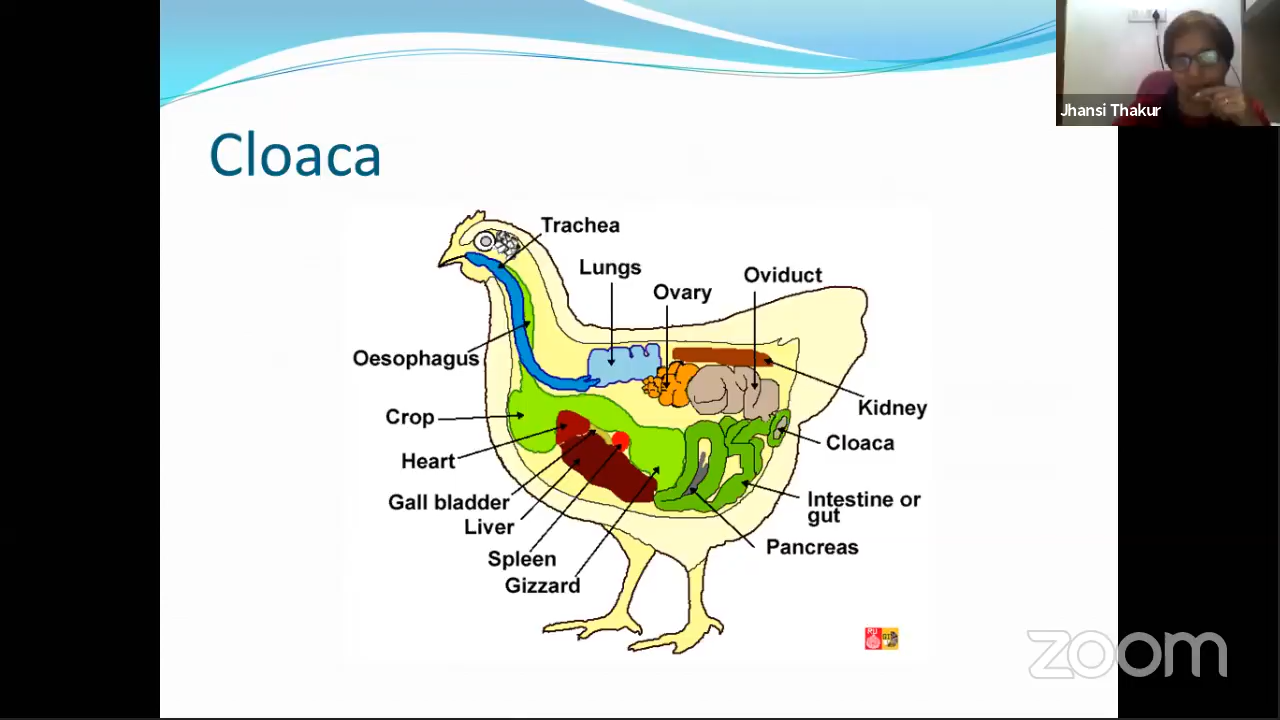 Jhansi Thakur
Cloaca
Trachea
Lungs
Oviduct
Ovary
Oesophagus
Kidney
Crop
Cloaca
Heart
Gall bladder
Intestine or
gut
Liver
Pancreas
Spleen
Gizzard
zoom